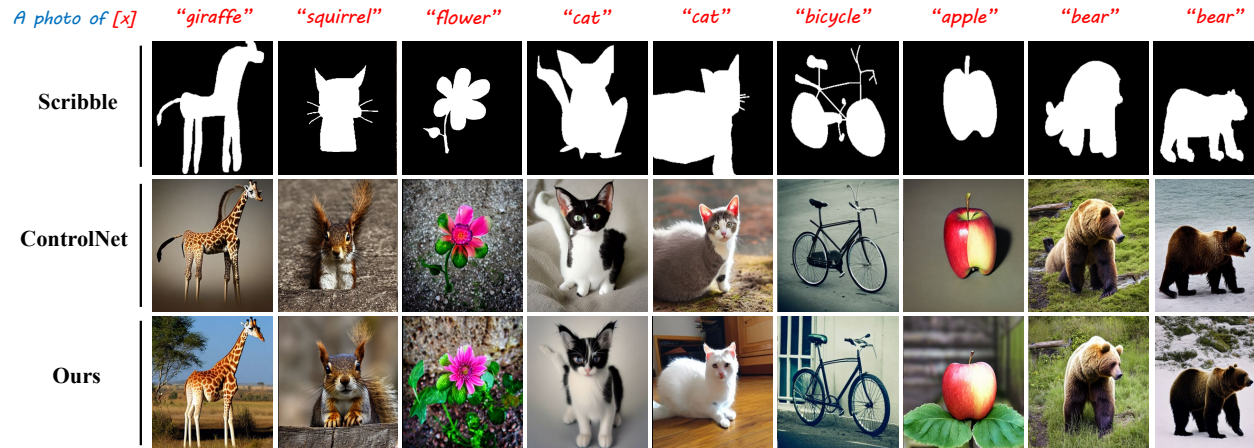 A photo of [x] “giraffe” “squirrel” “flower” “cat” “cat” “bicycle” “apple” “bear” “bear”
Scribble
ControlNet
Ours